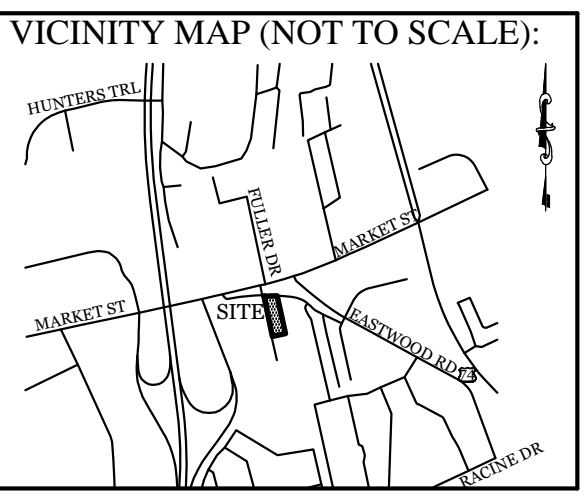 VICINITY MAP (NOT TO SCALE):
HUNTERS TRL
FULLER DR
MARKET ST
MARKET ST
SITE
EASTWOOD RD
74
RACINE DR